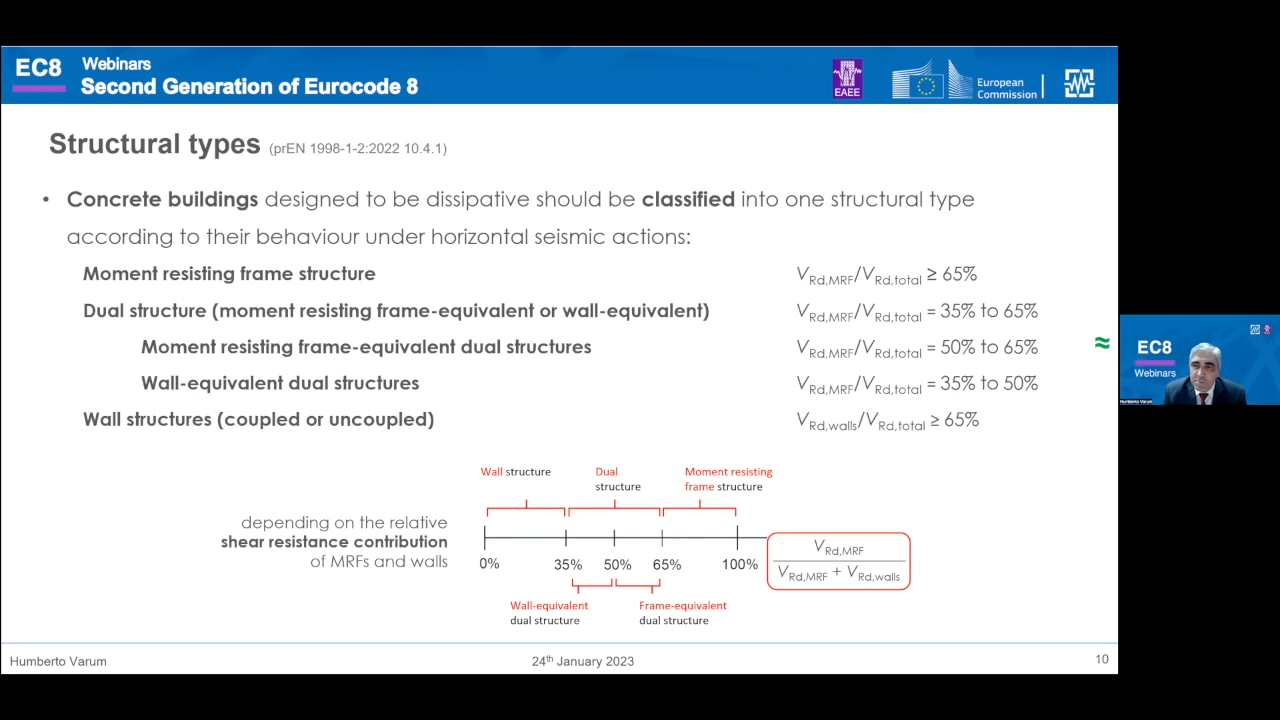 EC8
Webinars
Second Generation of Eurocode 8
EAEE
European
Commission
Structural types (prEN 1998-1-2:2022 10.4.1)
• Concrete buildings designed to be dissipative should be classified into one structural type
according to their behaviour under horizontal seismic actions:
Moment resisting frame structure V_Rd,MRF/V_Rd,total ≥ 65%
Dual structure (moment resisting frame-equivalent or wall-equivalent) V_Rd,MRF/V_Rd,total = 35% to 65%
Moment resisting frame-equivalent dual structures V_Rd,MRF/V_Rd,total = 50% to 65%
≈
Wall-equivalent dual structures V_Rd,MRF/V_Rd,total = 35% to 50%
Wall structures (coupled or uncoupled) V_Rd,walls/V_Rd,total ≥ 65%
Wall structure
Dual
structure
Moment resisting
frame structure
depending on the relative
shear resistance contribution
of MRFs and walls
0% 35% 50% 65% 100%
V_Rd,MRF
V_Rd,MRF + V_Rd,walls
Wall-equivalent
dual structure
Frame-equivalent
dual structure
Humberto Varum 24th January 2023 10
EC8
Webinars
Humberto Varum